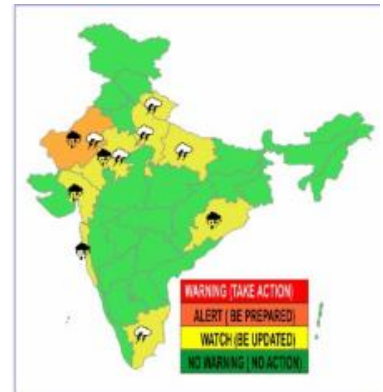 WARNING (TAKE ACTION)
ALERT ( BE PREPARED)
WATCH (BE UPDATED)
NO WARNING ( NO ACTION)